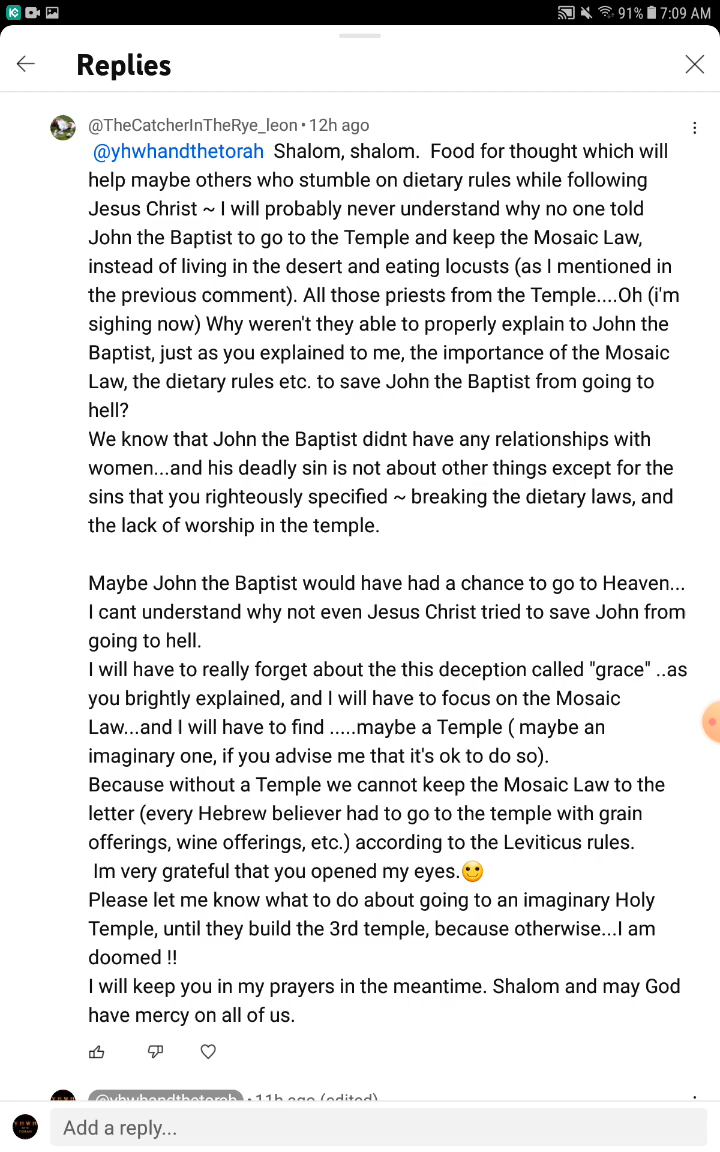 91% 7:09 AM
Replies
@TheCatcherInTheRye_leon • 12h ago
@yhwhandthetorah Shalom, shalom. Food for thought which will
help maybe others who stumble on dietary rules while following
Jesus Christ ~ I will probably never understand why no one told
John the Baptist to go to the Temple and keep the Mosaic Law,
instead of living in the desert and eating locusts (as I mentioned in
the previous comment). All those priests from the Temple....Oh (i'm
sighing now) Why weren't they able to properly explain to John the
Baptist, just as you explained to me, the importance of the Mosaic
Law, the dietary rules etc. to save John the Baptist from going to
hell?
We know that John the Baptist didnt have any relationships with
women...and his deadly sin is not about other things except for the
sins that you righteously specified ~ breaking the dietary laws, and
the lack of worship in the temple.
Maybe John the Baptist would have had a chance to go to Heaven...
I cant understand why not even Jesus Christ tried to save John from
going to hell.
I will have to really forget about the this deception called "grace" ..as
you brightly explained, and I will have to focus on the Mosaic
Law...and I will have to find .....maybe a Temple ( maybe an
imaginary one, if you advise me that it's ok to do so).
Because without a Temple we cannot keep the Mosaic Law to the
letter (every Hebrew believer had to go to the temple with grain
offerings, wine offerings, etc.) according to the Leviticus rules.
Im very grateful that you opened my eyes.🙂
Please let me know what to do about going to an imaginary Holy
Temple, until they build the 3rd temple, because otherwise...I am
doomed !!
I will keep you in my prayers in the meantime. Shalom and may God
have mercy on all of us.
@yhwhandthetorah • 11h ago (edited)
Add a reply...